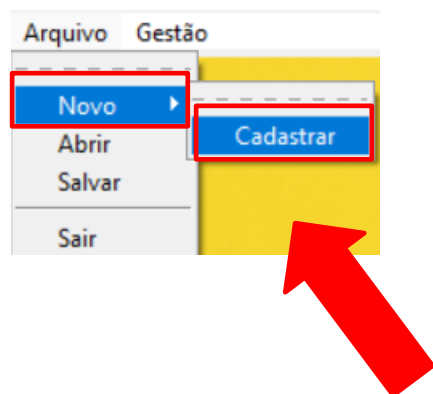 Arquivo Gestão
Novo
Cadastrar
Abrir
Salvar
Sair